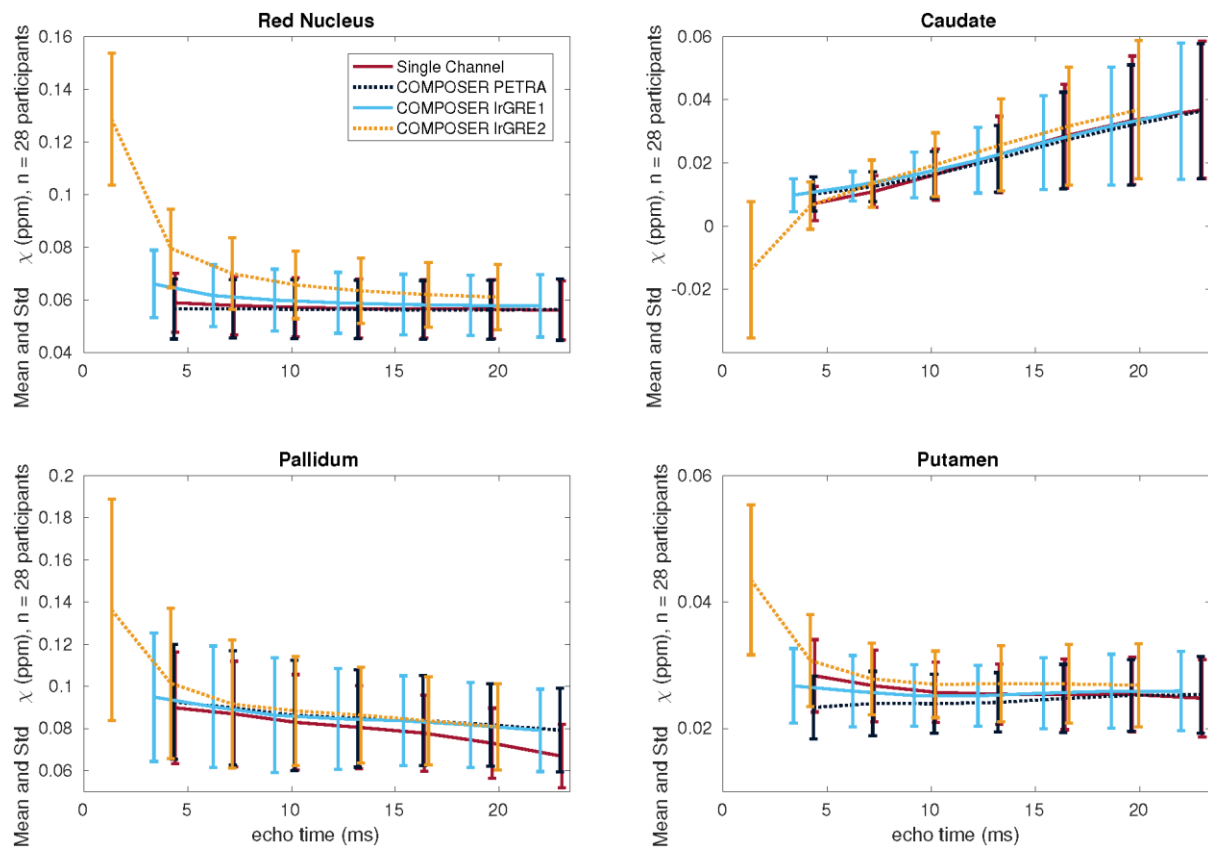 Red Nucleus
0.16
0.14
0.12
0.1
0.08
0.06
0.04
Mean and Std χ (ppm), n = 28 participants
0 5 10 15 20
Single Channel
COMPOSER PETRA
COMPOSER lrGRE1
COMPOSER lrGRE2
Caudate
0.06
0.04
0.02
0
-0.02
Mean and Std χ (ppm), n = 28 participants
0 5 10 15 20
Pallidum
0.2
0.18
0.16
0.14
0.12
0.1
0.08
0.06
Mean and Std χ (ppm), n = 28 participants
0 5 10 15 20
echo time (ms)
Putamen
0.06
0.04
0.02
Mean and Std χ (ppm), n = 28 participants
0 5 10 15 20
echo time (ms)